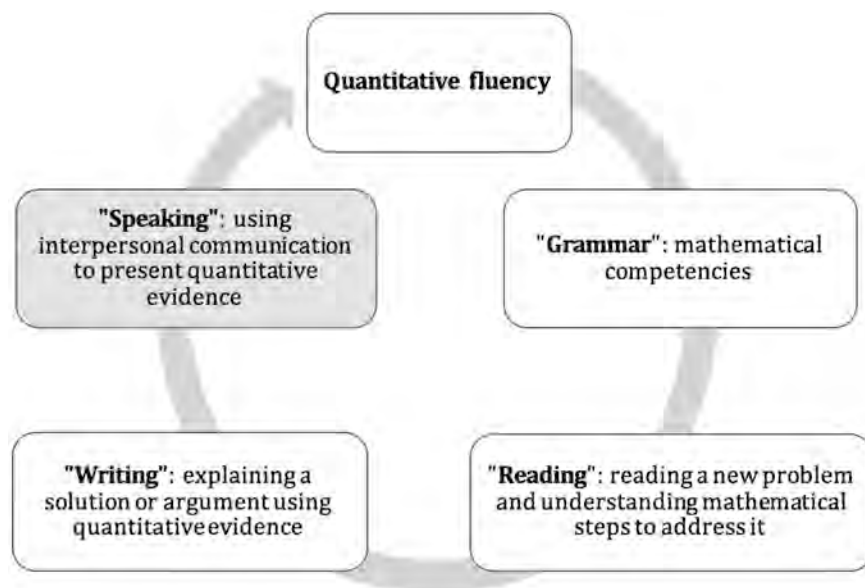 Quantitative fluency
"Grammar": mathematical
competencies
"Reading": reading a new problem
and understanding mathematical
steps to address it
"Writing": explaining a
solution or argument using
quantitative evidence
"Speaking": using
interpersonal communication
to present quantitative
evidence